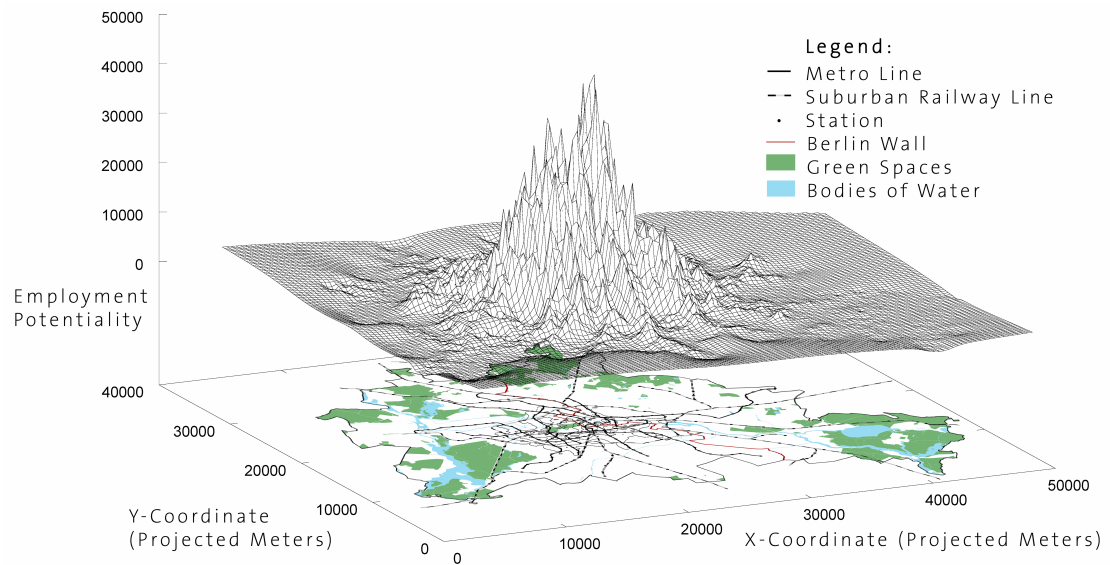 50000
40000
30000
20000
10000
0
Employment
Potentiality
Legend:
Metro Line
Suburban Railway Line
Station
Berlin Wall
Green Spaces
Bodies of Water
40000
30000
20000
10000
0
Y-Coordinate
(Projected Meters)
0
10000
20000
30000
40000
50000
X-Coordinate (Projected Meters)